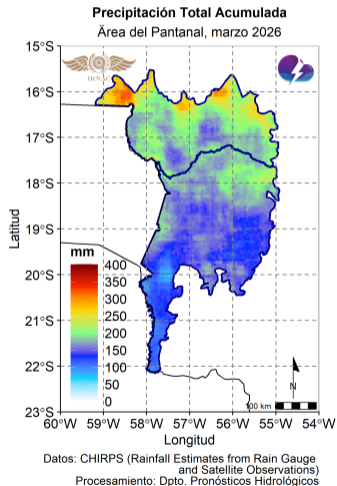 Precipitación Total Acumulada
Ärea del Pantanal, marzo 2026
DINAC
15°S
16°S
17°S
18°S
19°S
20°S
21°S
22°S
23°S
Latitud
mm
400
350
300
250
200
150
100
50
0
N
100 km
60°W 59°W 58°W 57°W 56°W 55°W 54°W
Longitud
Datos: CHIRPS (Rainfall Estimates from Rain Gauge
and Satellite Observations)
Procesamiento: Dpto. Pronósticos Hidrológicos